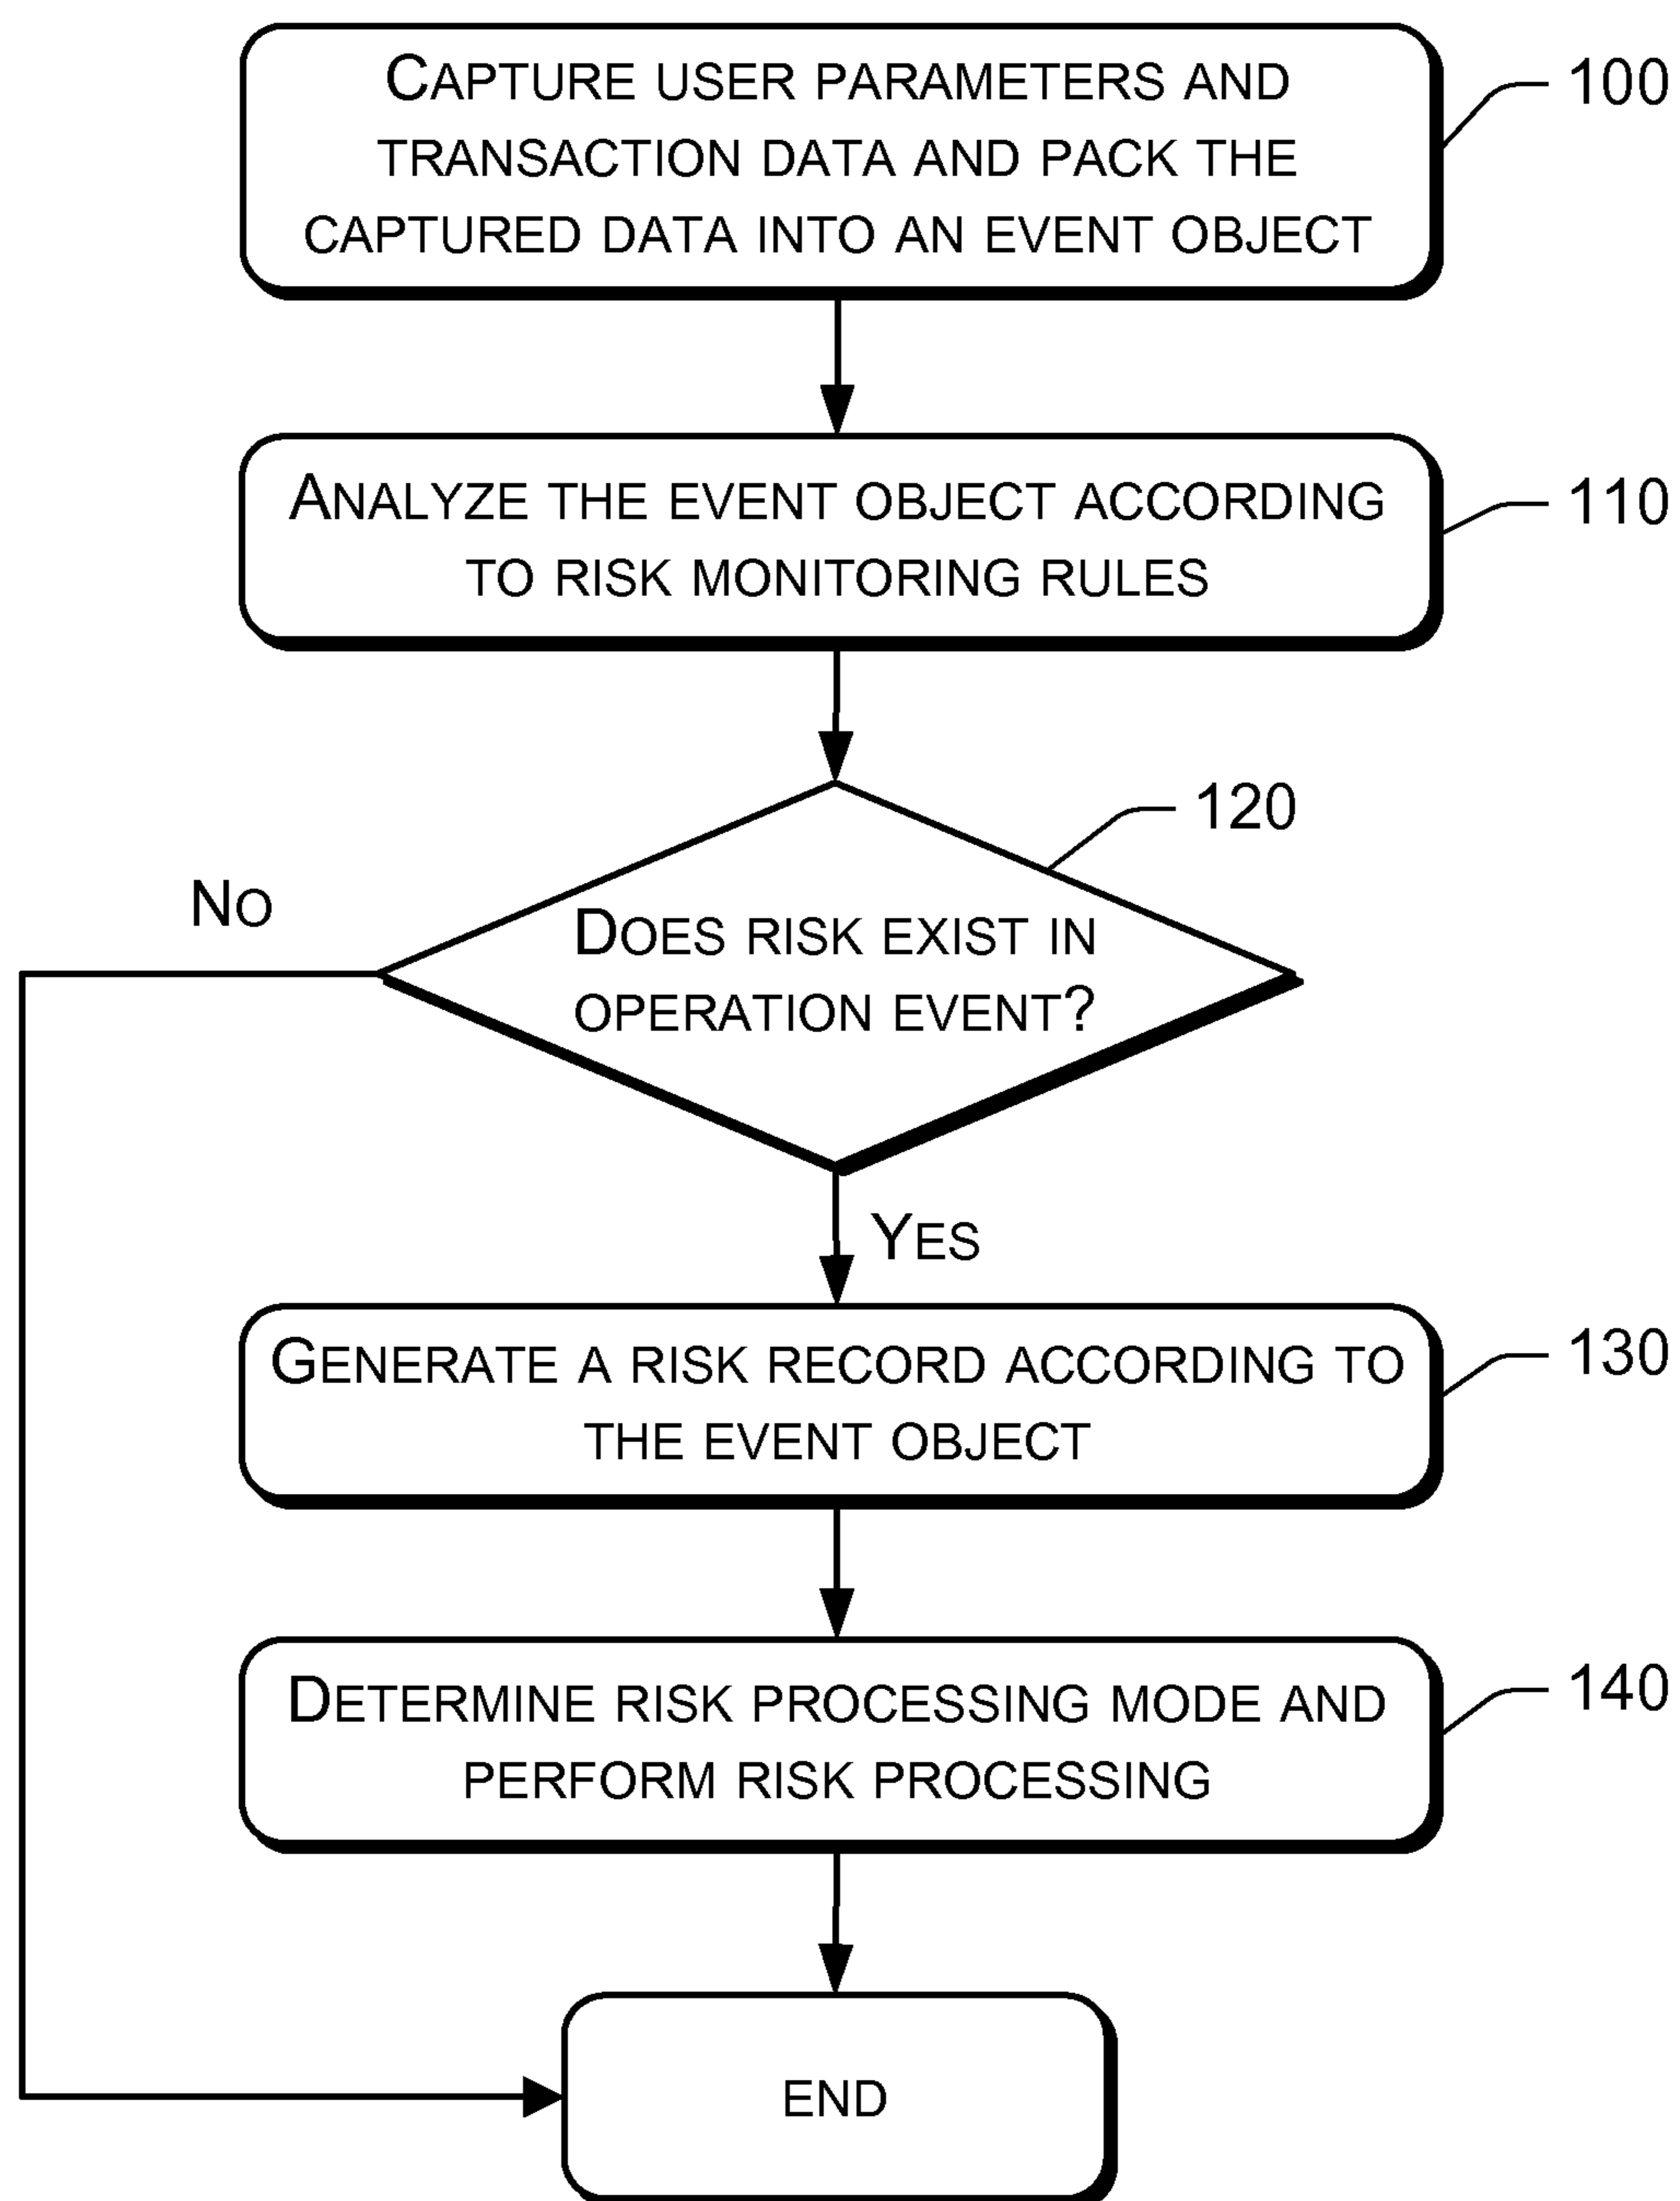 CAPTURE USER PARAMETERS AND
TRANSACTION DATA AND PACK THE
CAPTURED DATA INTO AN EVENT OBJECT
100
ANALYZE THE EVENT OBJECT ACCORDING
TO RISK MONITORING RULES
110
120
NO
DOES RISK EXIST IN
OPERATION EVENT?
YES
GENERATE A RISK RECORD ACCORDING TO
THE EVENT OBJECT
130
DETERMINE RISK PROCESSING MODE AND
PERFORM RISK PROCESSING
140
END